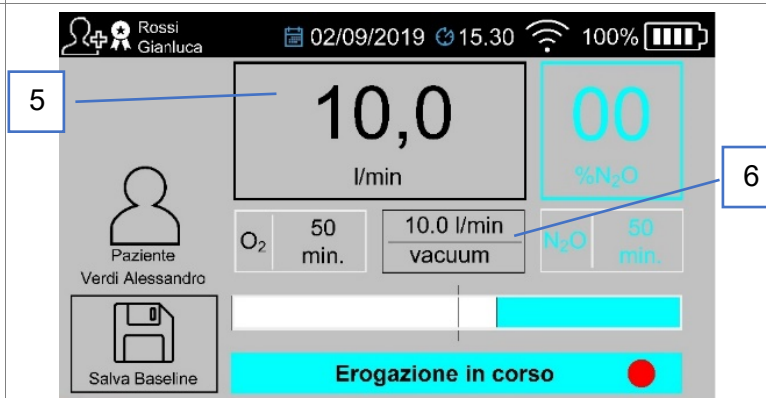 Rossi
Gianluca
02/09/2019 15.30 100%
5
10,0
l/min
00
%N₂O
6
O₂
50
min.
10.0 l/min
vacuum
N₂O
50
min.
Paziente
Verdi Alessandro
Salva Baseline
Erogazione in corso